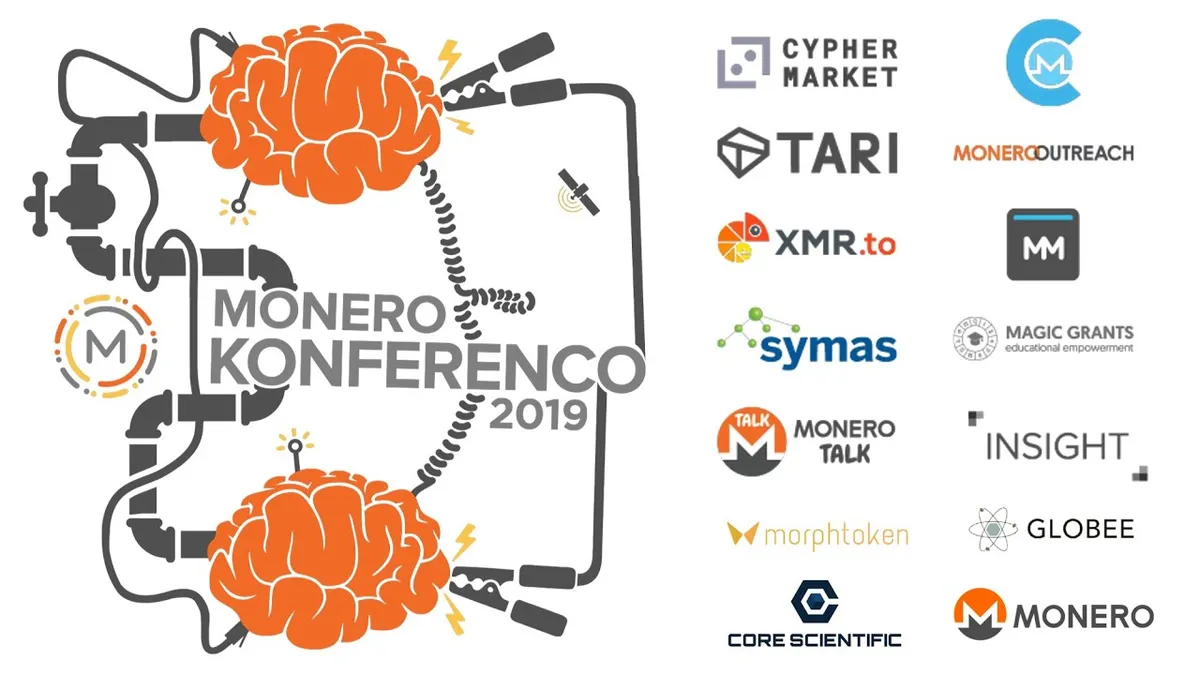 M
MONERO
KONFERENCO
2019
CYPHER
MARKET
M
TARI
MONEROOUTREACH
XMR.to
MM
symas
MAGIC GRANTS
educational empowerment
TALK
M
MONERO
TALK
INSIGHT
morphtoken
GLOBEE
CORE SCIENTIFIC
M
MONERO